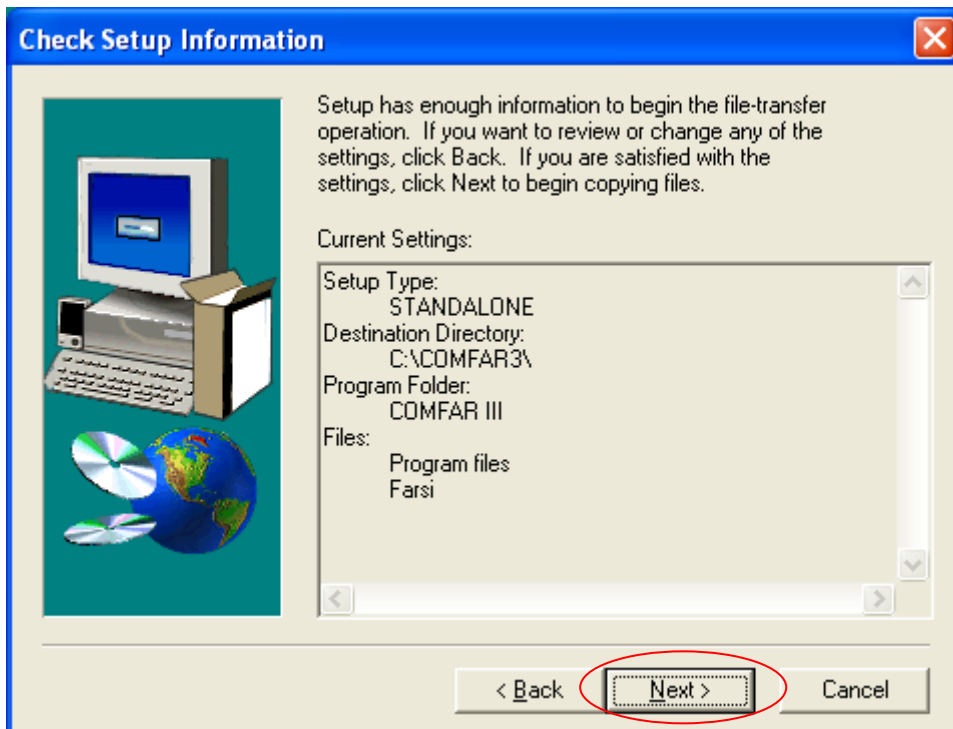 Check Setup Information
Setup has enough information to begin the file-transfer
operation. If you want to review or change any of the
settings, click Back. If you are satisfied with the
settings, click Next to begin copying files.
Current Settings:
Setup Type:
STANDALONE
Destination Directory:
C:\COMFAR3\
Program Folder:
COMFAR III
Files:
Program files
Farsi
< Back Next > Cancel